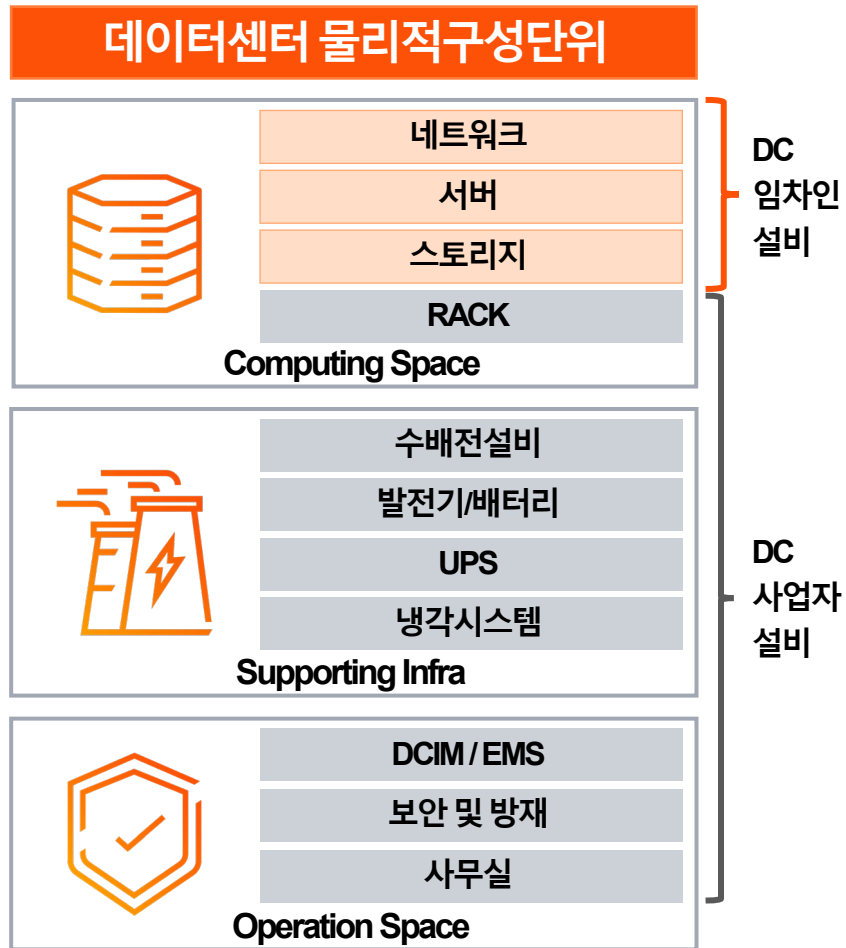 데이터센터 물리적구성단위
네트워크
서버
스토리지
RACK
Computing Space
DC
임차인
설비
수배전설비
발전기/배터리
UPS
냉각시스템
Supporting Infra
DC
사업자
설비
DCIM / EMS
보안 및 방재
사무실
Operation Space